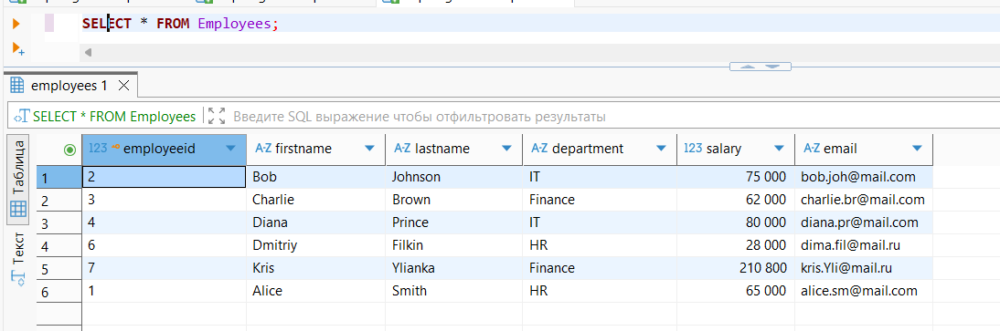 SELECT * FROM Employees;
employees 1
SELECT * FROM Employees Введите SQL выражение чтобы отфильтровать результаты
Таблица
Текст
123 employeeid A-Z firstname A-Z lastname A-Z department 123 salary A-Z email
1 2 Bob Johnson IT 75 000 bob.joh@mail.com
2 3 Charlie Brown Finance 62 000 charlie.br@mail.com
3 4 Diana Prince IT 80 000 diana.pr@mail.com
4 6 Dmitriy Filkin HR 28 000 dima.fil@mail.ru
5 7 Kris Ylianka Finance 210 800 kris.Yli@mail.ru
6 1 Alice Smith HR 65 000 alice.sm@mail.com